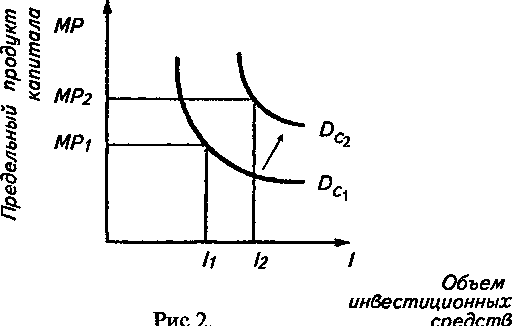 Предельный продукт
капитала
MP
MP2
MP1
Dc2
Dc1
I1
I2
I
Объем
инвестиционных
средств
Рис 2.